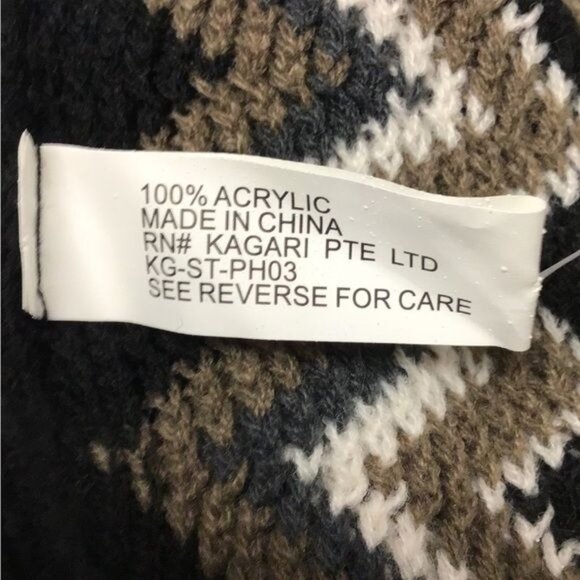 100% ACRYLIC
MADE IN CHINA
RN# KAGARI PTE LTD
KG-ST-PH03
SEE REVERSE FOR CARE